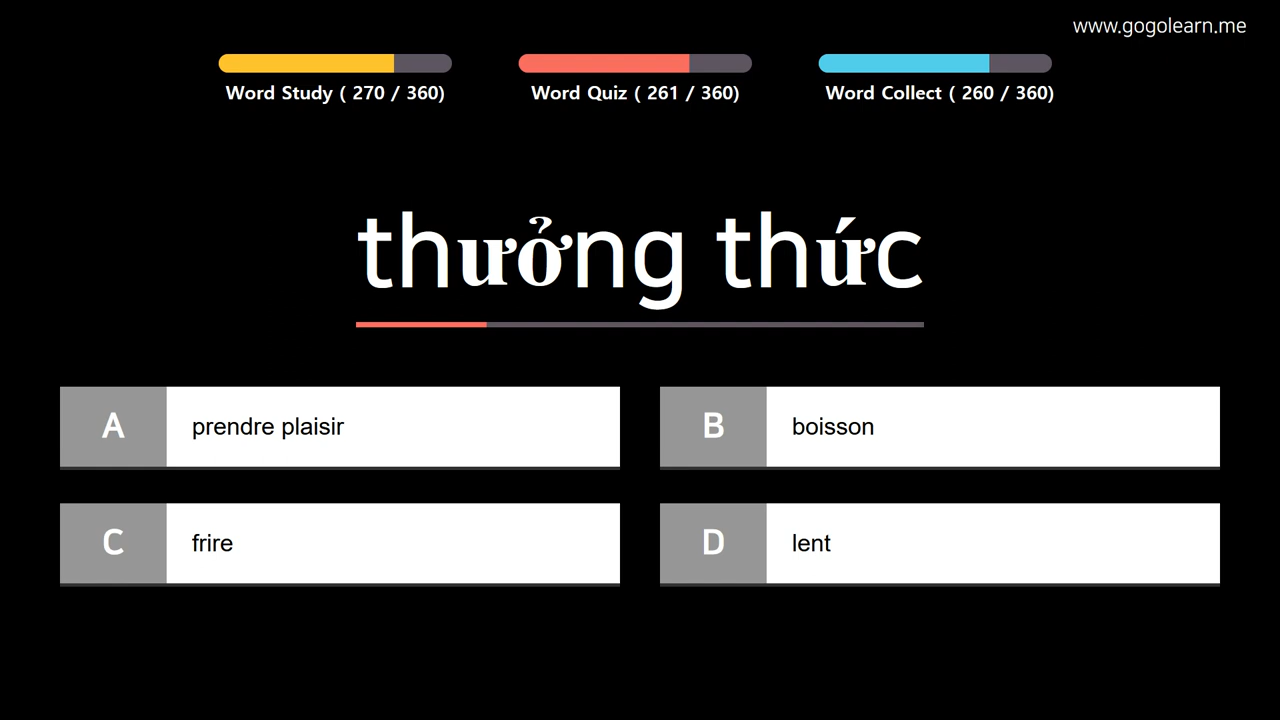 www.gogolearn.me
Word Study ( 270 / 360)
Word Quiz ( 261 / 360)
Word Collect ( 260 / 360)
thưởng thức
A prendre plaisir
B boisson
C frire
D lent